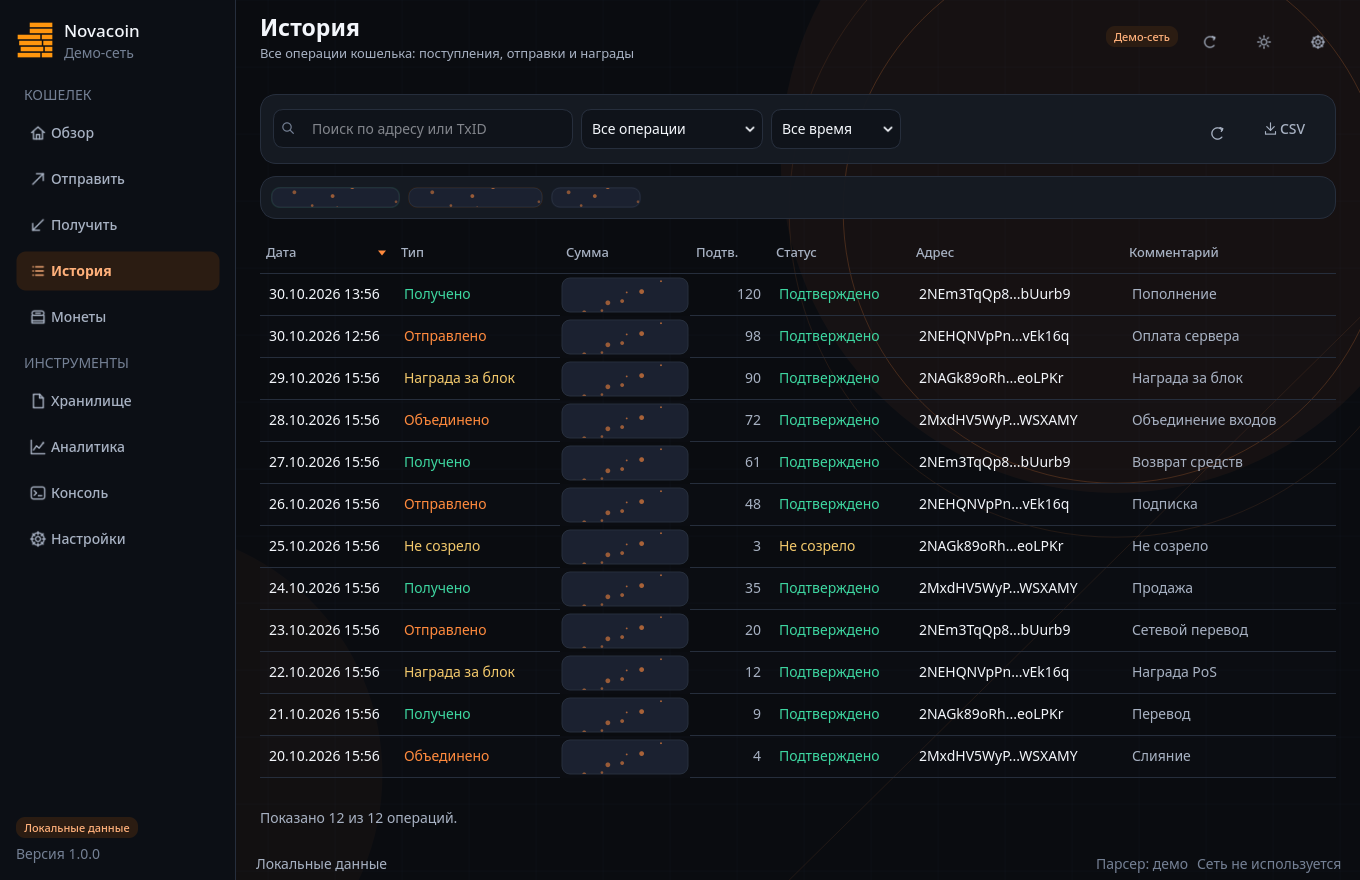 Novacoin
Демо-сеть
КОШЕЛЕК
Обзор
Отправить
Получить
История
Монеты
ИНСТРУМЕНТЫ
Хранилище
Аналитика
Консоль
Настройки
Локальные данные
Версия 1.0.0
История
Все операции кошелька: поступления, отправки и награды
Демо-сеть
Поиск по адресу или TxID
Все операции
Все время
CSV
Дата Тип Сумма Подтв. Статус Адрес Комментарий
30.10.2026 13:56 Получено 120 Подтверждено 2NEm3TqQp8...bUurb9 Пополнение
30.10.2026 12:56 Отправлено 98 Подтверждено 2NEHQNVpPn...vEk16q Оплата сервера
29.10.2026 15:56 Награда за блок 90 Подтверждено 2NAGk89oRh...eoLPKr Награда за блок
28.10.2026 15:56 Объединено 72 Подтверждено 2MxdHV5WyP...WSXAMY Объединение входов
27.10.2026 15:56 Получено 61 Подтверждено 2NEm3TqQp8...bUurb9 Возврат средств
26.10.2026 15:56 Отправлено 48 Подтверждено 2NEHQNVpPn...vEk16q Подписка
25.10.2026 15:56 Не созрело 3 Не созрело 2NAGk89oRh...eoLPKr Не созрело
24.10.2026 15:56 Получено 35 Подтверждено 2MxdHV5WyP...WSXAMY Продажа
23.10.2026 15:56 Отправлено 20 Подтверждено 2NEm3TqQp8...bUurb9 Сетевой перевод
22.10.2026 15:56 Награда за блок 12 Подтверждено 2NEHQNVpPn...vEk16q Награда PoS
21.10.2026 15:56 Получено 9 Подтверждено 2NAGk89oRh...eoLPKr Перевод
20.10.2026 15:56 Объединено 4 Подтверждено 2MxdHV5WyP...WSXAMY Слияние
Показано 12 из 12 операций.
Локальные данные
Парсер: демо Сеть не используется